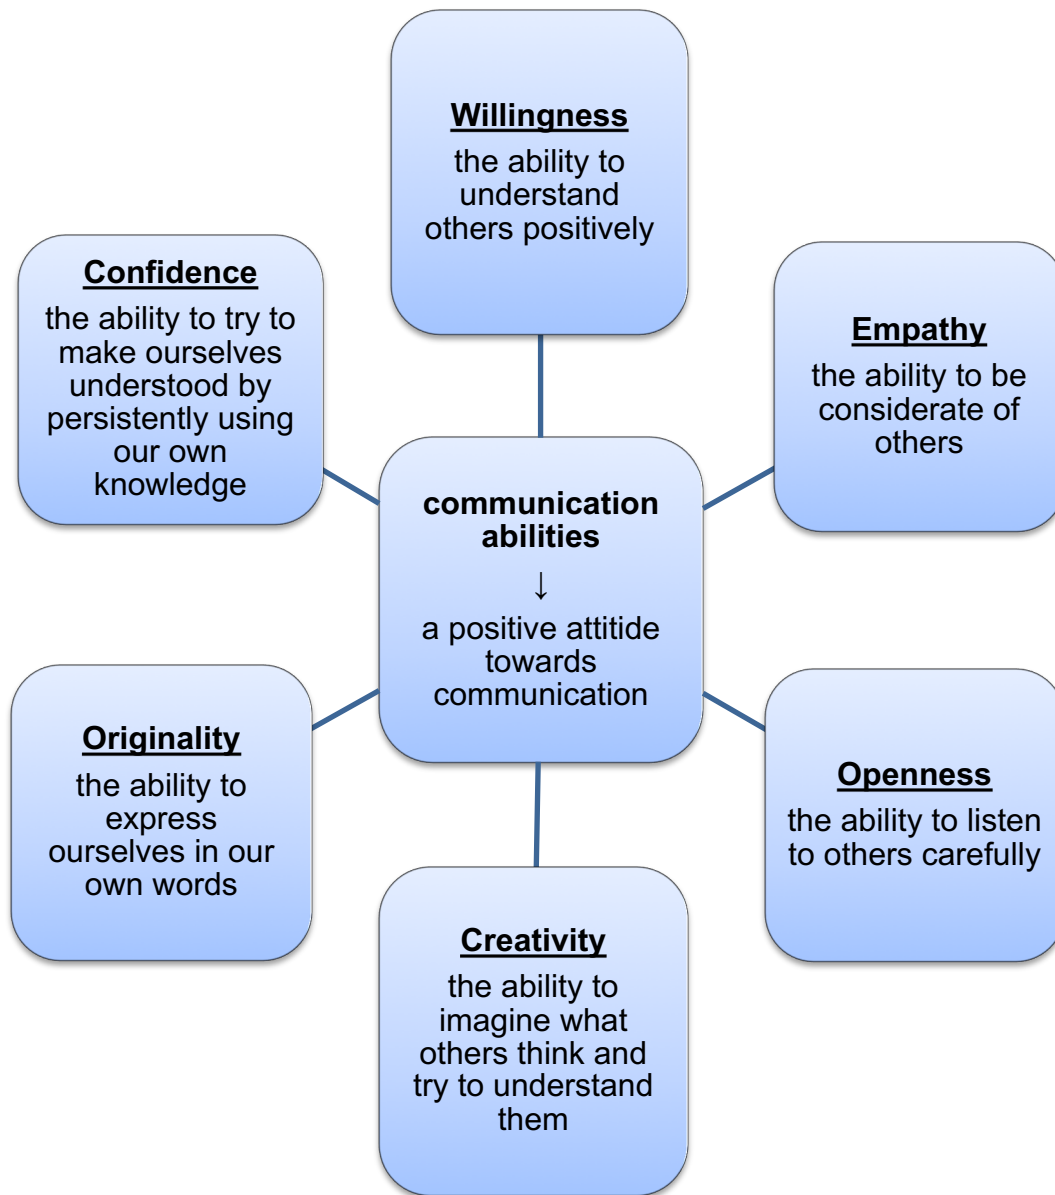 Willingness
the ability to
understand
others positively
Confidence
the ability to try to
make ourselves
understood by
persistently using
our own
knowledge
Empathy
the ability to be
considerate of
others
communication
abilities
↓
a positive attitide
towards
communication
Originality
the ability to
express
ourselves in our
own words
Openness
the ability to listen
to others carefully
Creativity
the ability to
imagine what
others think and
try to understand
them